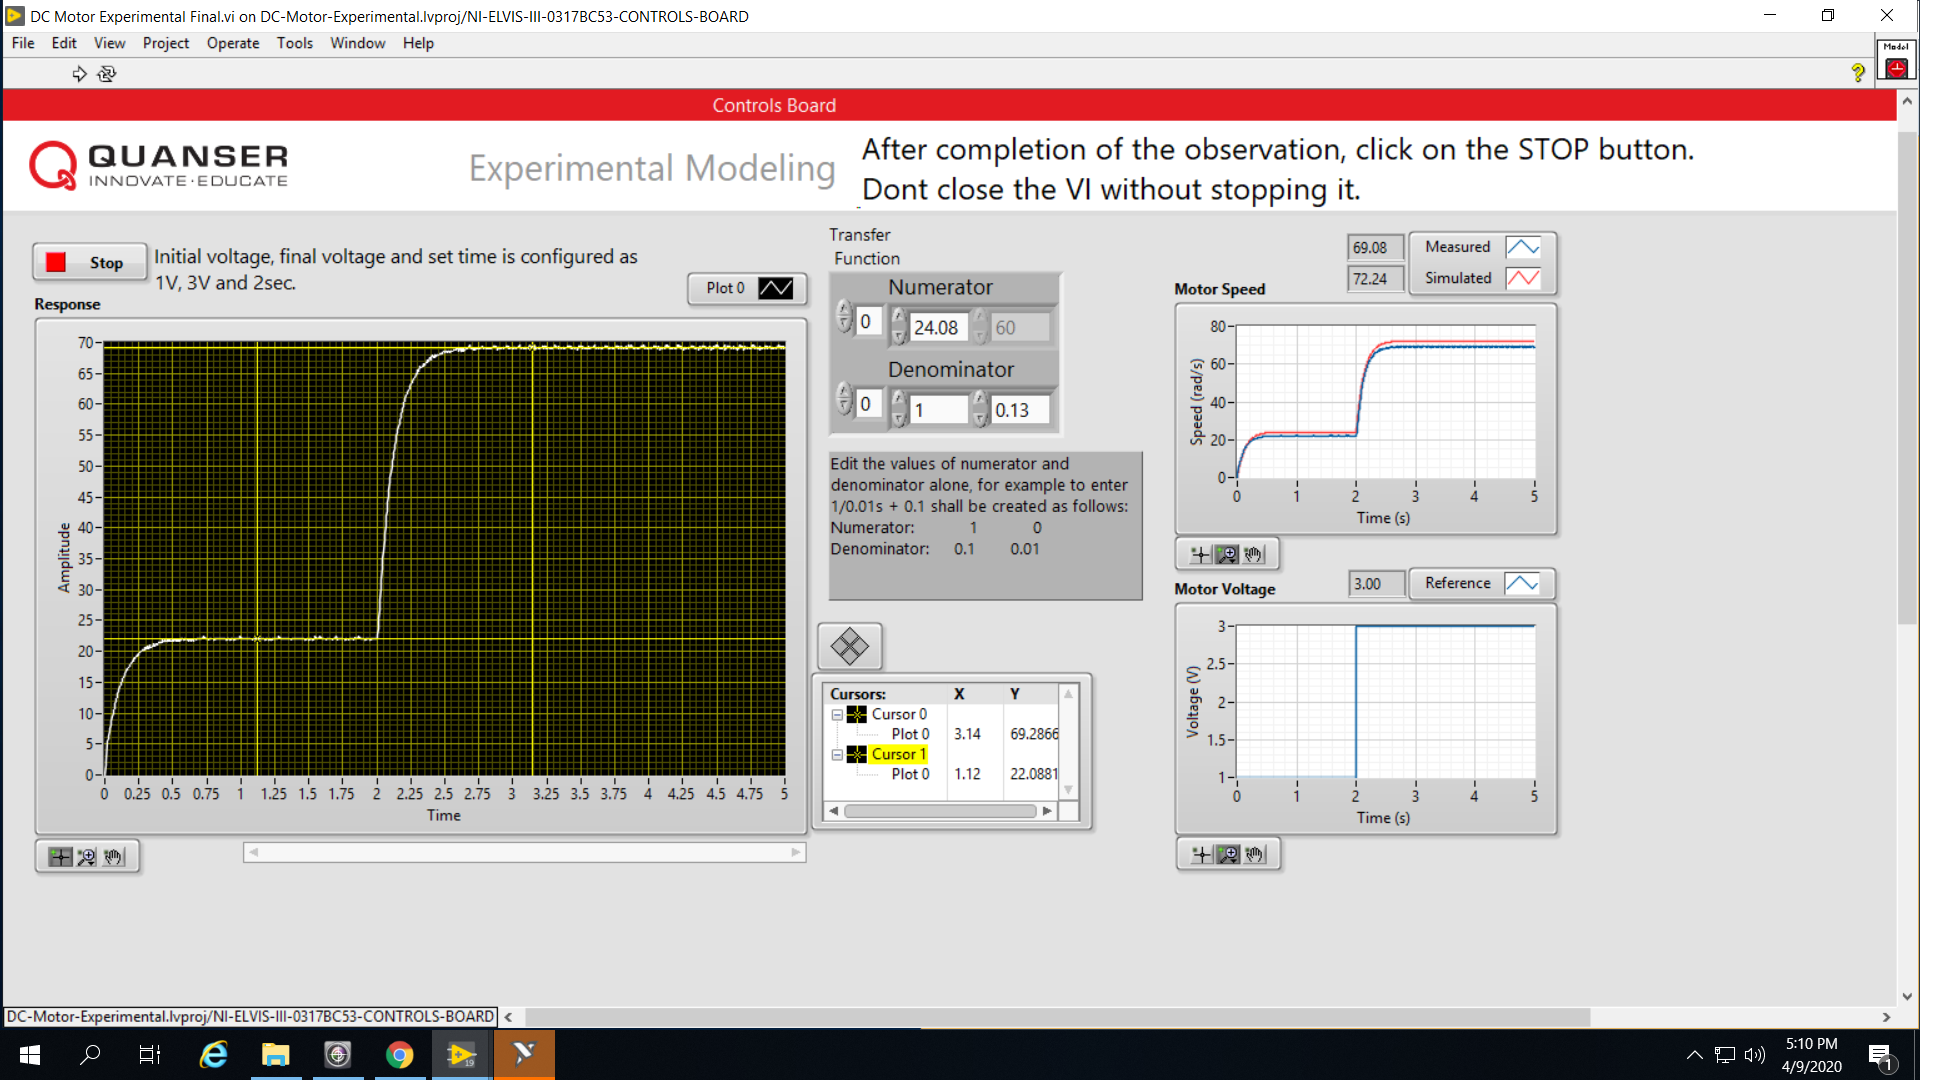 DC Motor Experimental Final.vi on DC-Motor-Experimental.lvproj/NI-ELVIS-III-0317BC53-CONTROLS-BOARD
File Edit View Project Operate Tools Window Help
Model
Controls Board
QUANSER
INNOVATE·EDUCATE
Experimental Modeling
After completion of the observation, click on the STOP button.
Dont close the VI without stopping it.
Stop
Initial voltage, final voltage and set time is configured as
1V, 3V and 2sec.
Plot 0
Response
70
65
60
55
50
45
40
35
30
25
20
15
10
5
0
Amplitude
0 0.25 0.5 0.75 1 1.25 1.5 1.75 2 2.25 2.5 2.75 3 3.25 3.5 3.75 4 4.25 4.5 4.75 5
Time
Transfer
Function
Numerator
0 24.08 60
Denominator
0 1 0.13
Edit the values of numerator and
denominator alone, for example to enter
1/0.01s + 0.1 shall be created as follows:
Numerator: 1 0
Denominator: 0.1 0.01
Cursors: X Y
Cursor 0
Plot 0 3.14 69.2866
Cursor 1
Plot 0 1.12 22.0881
69.08 Measured
72.24 Simulated
Motor Speed
80
60
40
20
0
Speed (rad/s)
0 1 2 3 4 5
Time (s)
Motor Voltage
3.00 Reference
3
2.5
2
1.5
1
Voltage (V)
0 1 2 3 4 5
Time (s)
DC-Motor-Experimental.lvproj/NI-ELVIS-III-0317BC53-CONTROLS-BOARD
19
5:10 PM
4/9/2020
1